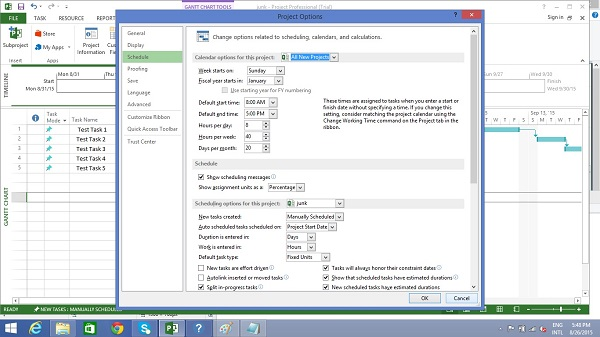 GANTT CHART TOOLS
junk - Project Professional (Trial)
FILE
TASK
Sign in
Subproject
Store
My Apps
Project Information
Insert
TIMELINE
Mon 8/31
Start
Mon 8/31/15
Sun 9/27
Wed 9/30
Finish
Wed 9/30/15
Task Mode
Task Name
Sep 13, '15
1 Test Task 1
2 Test Task 2
3 Test Task 3
4 Test Task 4
5 Test Task 5
GANTT CHART
Project Options
General
Display
Schedule
Proofing
Save
Language
Advanced
Customize Ribbon
Quick Access Toolbar
Trust Center
Change options related to scheduling, calendars, and calculations.
Calendar options for this project: All New Projects
Week starts on: Sunday
Fiscal year starts in: January
Use starting year for FY numbering
Default start time: 8:00 AM
Default end time: 5:00 PM
Hours per day: 8
Hours per week: 40
Days per month: 20
These times are assigned to tasks when you enter a start or
finish date without specifying a time. If you change this
setting, consider matching the project calendar using the
Change Working Time command on the Project tab in the
ribbon.
Schedule
Show scheduling messages
Show assignment units as a: Percentage
Scheduling options for this project: junk
New tasks created: Manually Scheduled
Auto scheduled tasks scheduled on: Project Start Date
Duration is entered in: Days
Work is entered in: Hours
Default task type: Fixed Units
New tasks are effort driven
Tasks will always honor their constraint dates
Autolink inserted or moved tasks
Show that scheduled tasks have estimated durations
Split in-progress tasks
New scheduled tasks have estimated durations
OK
Cancel
READY
NEW TASKS : MANUALLY SCHEDULED
ENG
INTL
5:48 PM
8/26/2015